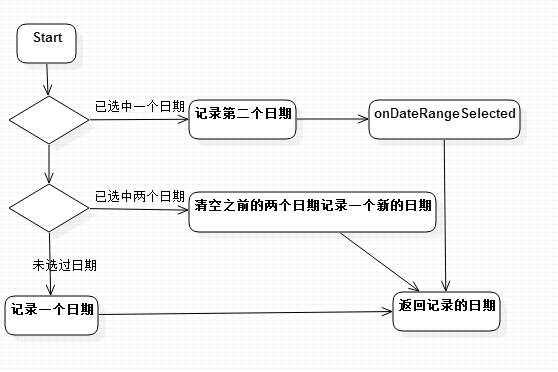 Start
已选中一个日期
记录第二个日期
onDateRangeSelected
已选中两个日期
清空之前的两个日期记录一个新的日期
未选过日期
记录一个日期
返回记录的日期